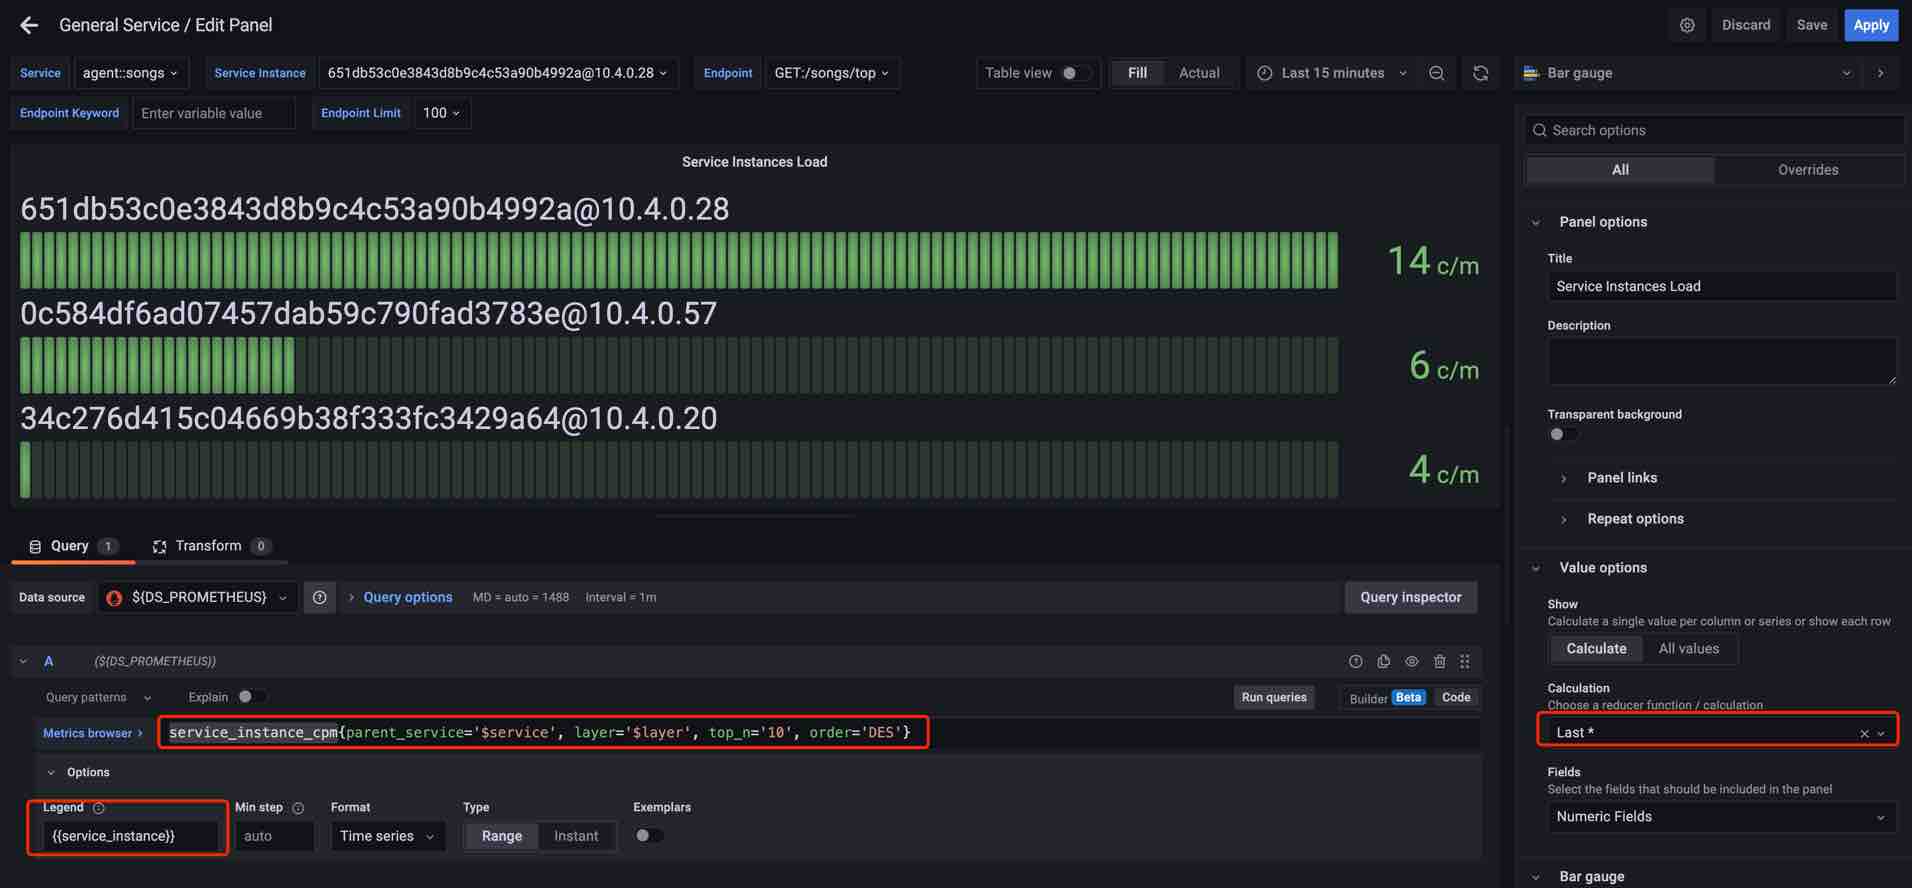 General Service / Edit Panel
Discard
Save
Apply
Service
agent::songs
Service Instance
651db53c0e3843d8b9c4c53a90b4992a@10.4.0.28
Endpoint
GET:/songs/top
Table view
Fill
Actual
Last 15 minutes
Bar gauge
Endpoint Keyword
Enter variable value
Endpoint Limit
100
Search options
Service Instances Load
All
Overrides
651db53c0e3843d8b9c4c53a90b4992a@10.4.0.28
14 c/m
0c584df6ad07457dab59c790fad3783e@10.4.0.57
6 c/m
34c276d415c04669b38f333fc3429a64@10.4.0.20
4 c/m
Panel options
Title
Service Instances Load
Description
Transparent background
Panel links
Repeat options
Query 1
Transform 0
Data source
${DS_PROMETHEUS}
Query options
MD = auto = 1488
Interval = 1m
Query inspector
A
(${DS_PROMETHEUS})
Query patterns
Explain
Run queries
Builder Beta
Code
Metrics browser >
service_instance_cpm{parent_service='$service', layer='$layer', top_n='10', order='DES'}
Options
Legend
{{service_instance}}
Min step
auto
Format
Time series
Type
Range
Instant
Exemplars
Value options
Show
Calculate a single value per column or series or show each row
Calculate
All values
Calculation
Choose a reducer function / calculation
Last *
Fields
Select the fields that should be included in the panel
Numeric Fields
Bar gauge